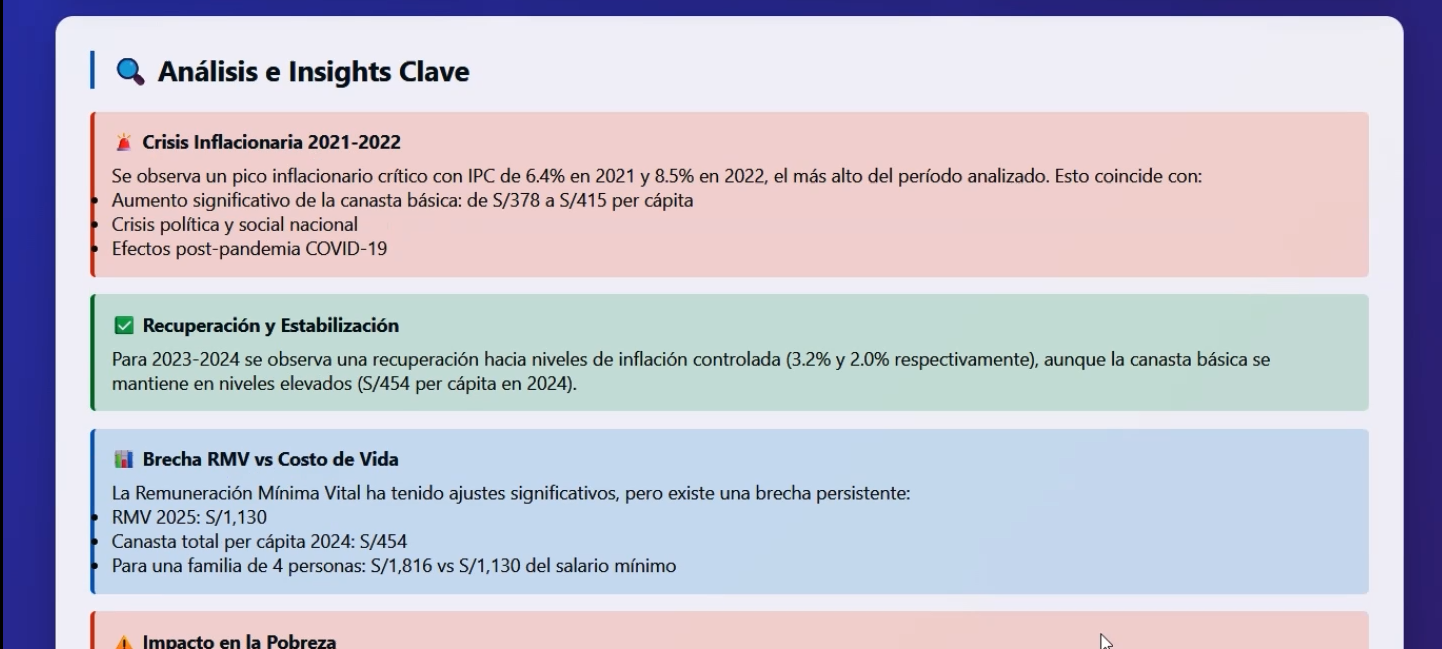 Análisis e Insights Clave
Crisis Inflacionaria 2021-2022
Se observa un pico inflacionario crítico con IPC de 6.4% en 2021 y 8.5% en 2022, el más alto del período analizado. Esto coincide con:
• Aumento significativo de la canasta básica: de S/378 a S/415 per cápita
• Crisis política y social nacional
• Efectos post-pandemia COVID-19
Recuperación y Estabilización
Para 2023-2024 se observa una recuperación hacia niveles de inflación controlada (3.2% y 2.0% respectivamente), aunque la canasta básica se
mantiene en niveles elevados (S/454 per cápita en 2024).
Brecha RMV vs Costo de Vida
La Remuneración Mínima Vital ha tenido ajustes significativos, pero existe una brecha persistente:
• RMV 2025: S/1,130
• Canasta total per cápita 2024: S/454
• Para una familia de 4 personas: S/1,816 vs S/1,130 del salario mínimo
Impacto en la Pobreza